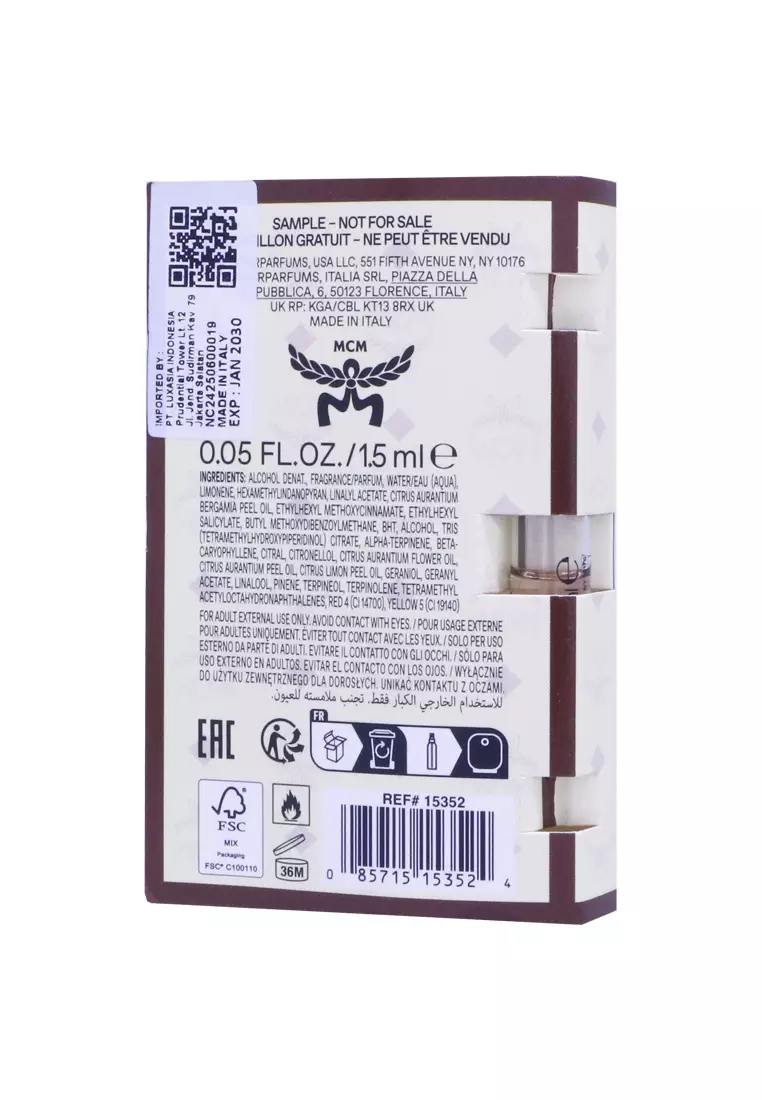 IMPORTED BY :
PT. LUXASIA INDONESIA
Prudential Tower Lt. 12
Jl. Jend. Sudirman Kav. 79
Jakarta Selatan
NC24250600019
MADE IN ITALY
EXP : JAN 2030
SAMPLE – NOT FOR SALE
ILLON GRATUIT – NE PEUT ÊTRE VENDU
RPARFUMS, USA LLC, 551 FIFTH AVENUE NY, NY 10176
RPARFUMS, ITALIA SRL, PIAZZA DELLA
PUBBLICA, 6, 50123 FLORENCE, ITALY
UK RP: KGA/CBL KT13 8RX UK
MADE IN ITALY
MCM
0.05 FL.OZ./1.5 ml ℮
INGREDIENTS: ALCOHOL DENAT., FRAGRANCE/PARFUM, WATER/EAU (AQUA),
LIMONENE, HEXAMETHYLINDANOPYRAN, LINALYL ACETATE, CITRUS AURANTIUM
BERGAMIA PEEL OIL, ETHYLHEXYL METHOXYCINNAMATE, ETHYLHEXYL
SALICYLATE, BUTYL METHOXYDIBENZOYLMETHANE, BHT, ALCOHOL, TRIS
(TETRAMETHYLHYDROXYPIPERIDINOL) CITRATE, ALPHA-TERPINENE, BETA-
CARYOPHYLLENE, CITRAL, CITRONELLOL, CITRUS AURANTIUM FLOWER OIL,
CITRUS AURANTIUM PEEL OIL, CITRUS LIMON PEEL OIL, GERANIOL, GERANYL
ACETATE, LINALOOL, PINENE, TERPINEOL, TERPINOLENE, TETRAMETHYL
ACETYLOCTAHYDRONAPHTHALENES, RED 4 (CI 14700), YELLOW 5 (CI 19140)
FOR ADULT EXTERNAL USE ONLY. AVOID CONTACT WITH EYES. / POUR USAGE EXTERNE
POUR ADULTES UNIQUEMENT. ÉVITER TOUT CONTACT AVEC LES YEUX. / SOLO PER USO
ESTERNO DA PARTE DI ADULTI. EVITARE IL CONTATTO CON GLI OCCHI. / SÓLO PARA
USO EXTERNO EN ADULTOS. EVITAR EL CONTACTO CON LOS OJOS. / WYŁĄCZNIE
DO UŻYTKU ZEWNĘTRZNEGO DLA DOROSŁYCH. UNIKAĆ KONTAKTU Z OCZAMI.
للاستخدام الخارجي الكبار فقط. تجنب ملامسته للعيون.
EAC
FR
FSC
MIX
Packaging
FSC® C100110
36M
REF# 15352
0 85715 15352 4